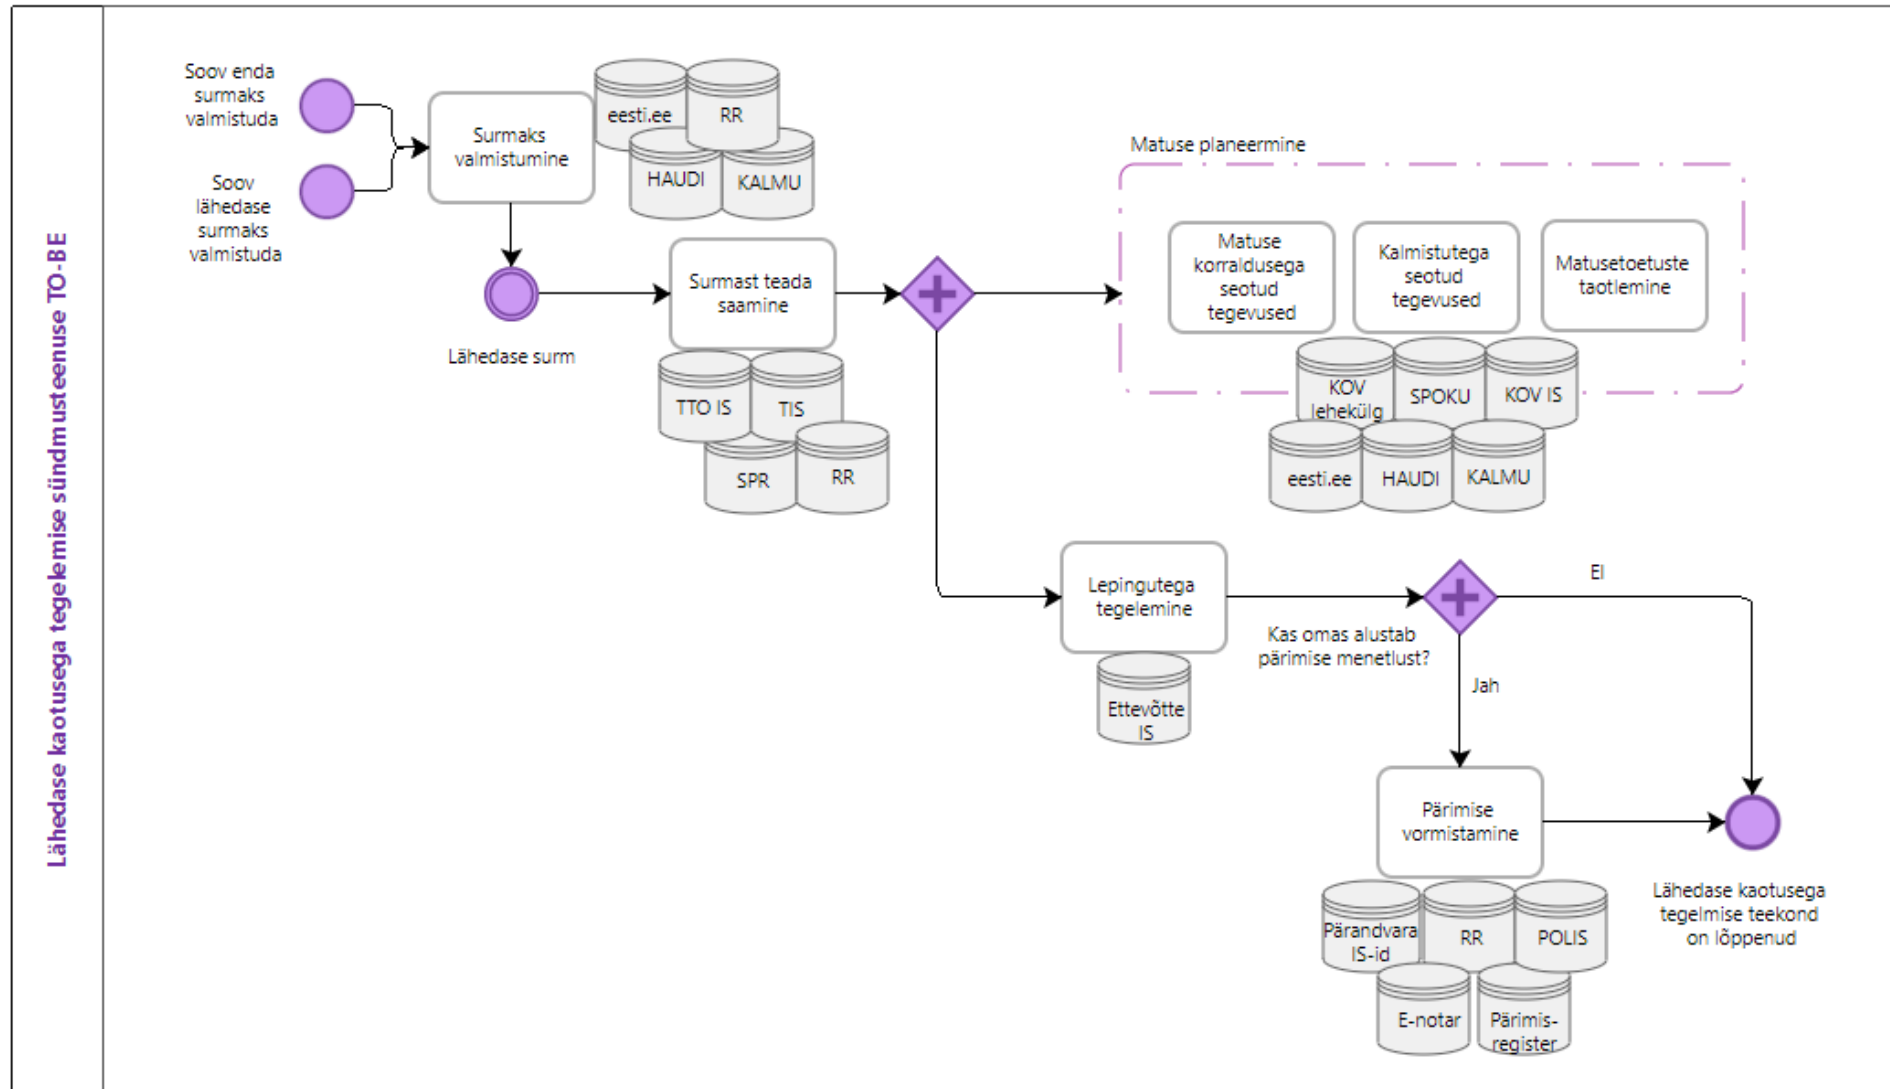 Lähedase kaotusega tegelemise sündmusteenuse TO-BE
Soov enda
surmaks
valmistuda
Soov
lähedase
surmaks
valmistuda
Surmaks
valmistumine
eesti.ee
RR
HAUDI
KALMU
Lähedase surm
Surmast teada
saamine
TTO IS
TIS
SPR
RR
Matuse planeermine
Matuse
korraldusega
seotud
tegevused
Kalmistutega
seotud
tegevused
Matusetoetuste
taotlemine
KOV
lehekülg
SPOKU
KOV IS
eesti.ee
HAUDI
KALMU
Lepingutega
tegelemine
Ettevõtte
IS
Kas omas alustab
pärimise menetlust?
EI
Jah
Pärimise
vormistamine
Pärandvara
IS-id
RR
POLIS
E-notar
Pärimis-
register
Lähedase kaotusega
tegelmise teekond
on lõppenud